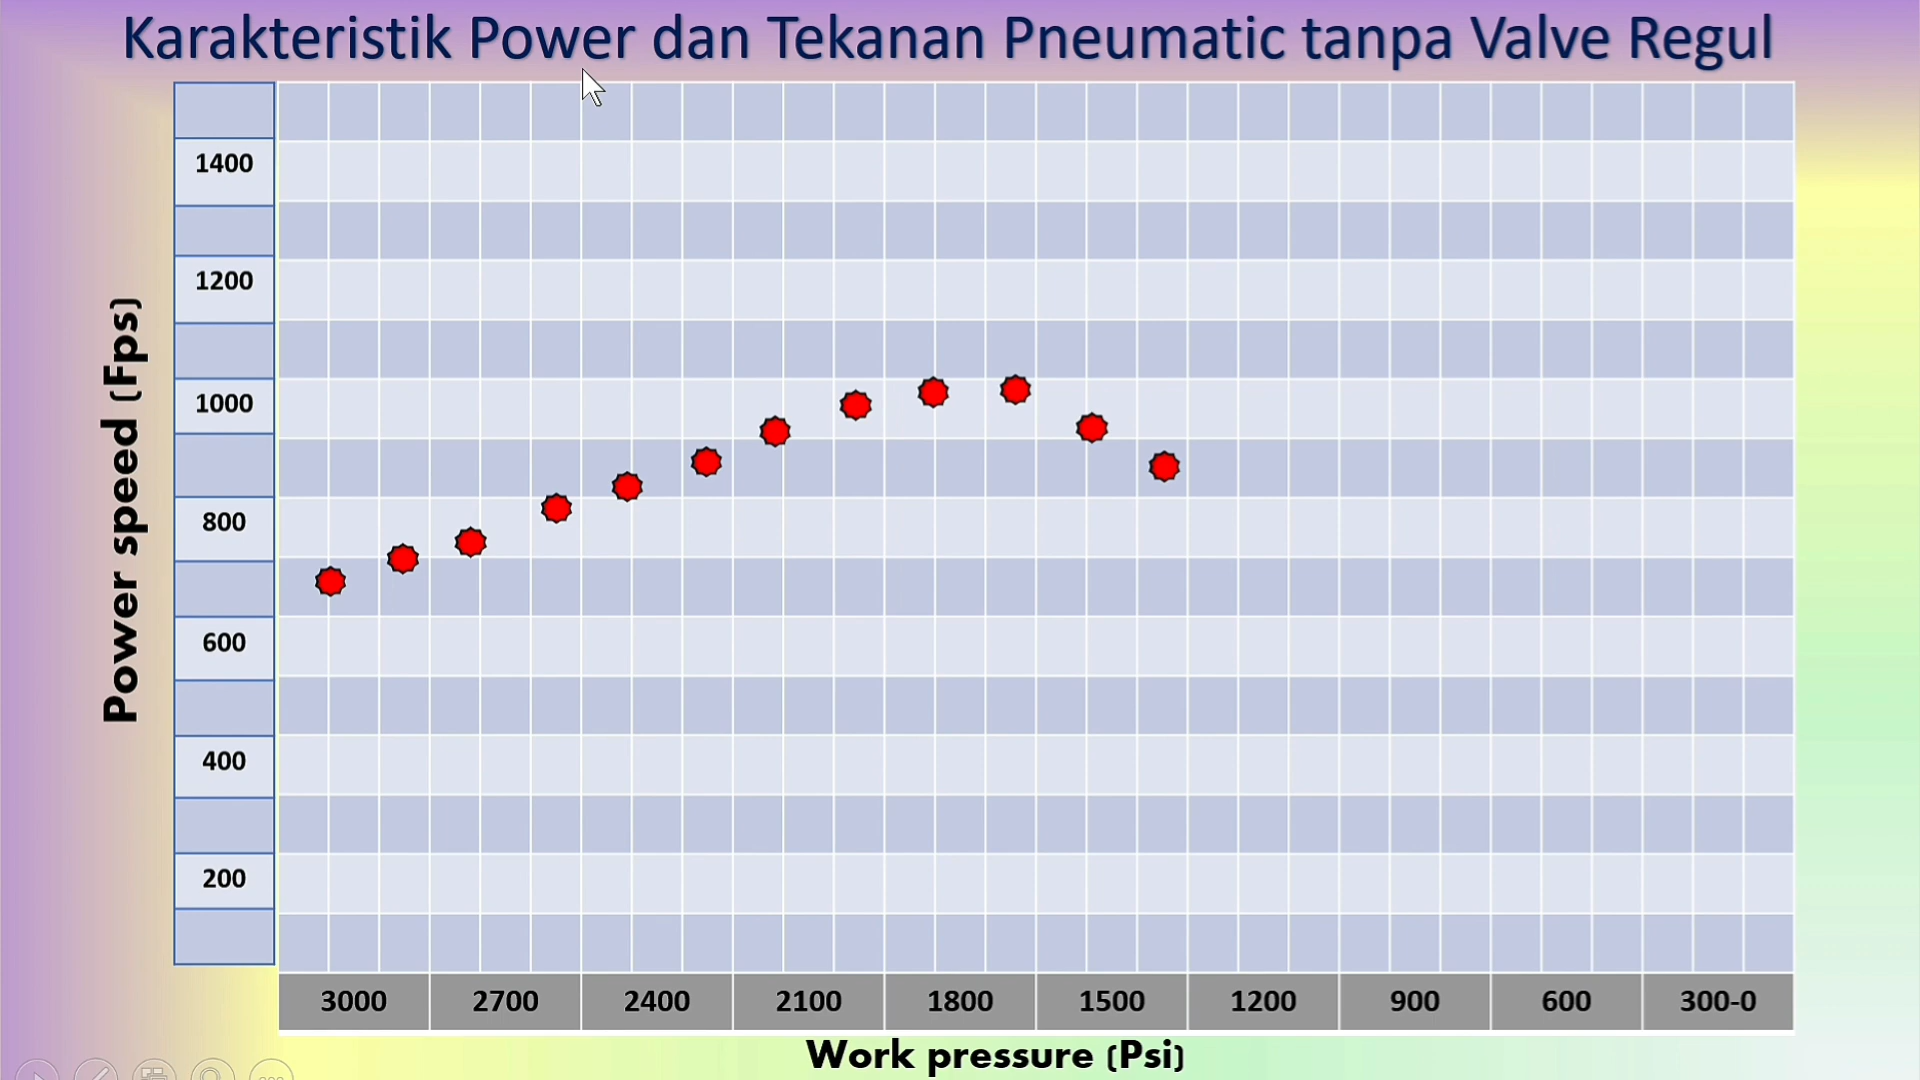 Karakteristik Power dan Tekanan Pneumatic tanpa Valve Regul
Power speed (Fps)
1400
1200
1000
800
600
400
200
3000 2700 2400 2100 1800 1500 1200 900 600 300-0
Work pressure (Psi)